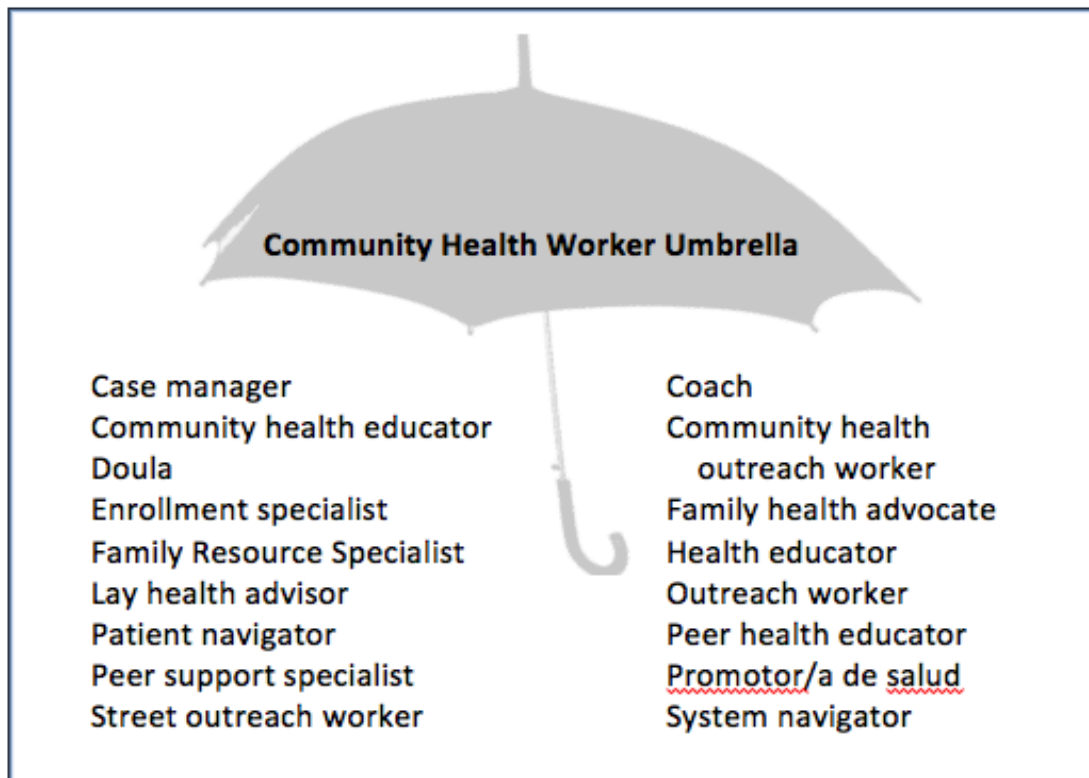 Community Health Worker Umbrella
Case manager
Community health educator
Doula
Enrollment specialist
Family Resource Specialist
Lay health advisor
Patient navigator
Peer support specialist
Street outreach worker
Coach
Community health
outreach worker
Family health advocate
Health educator
Outreach worker
Peer health educator
Promotor/a de salud
System navigator